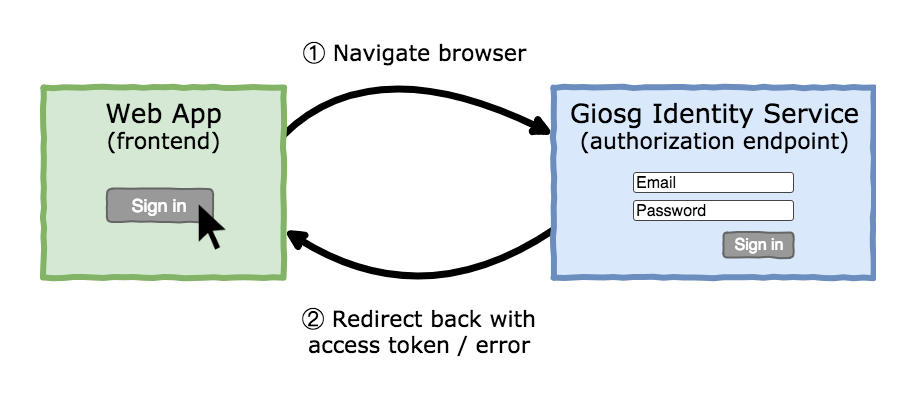 ① Navigate browser
Web App
(frontend)
Sign in
Giosg Identity Service
(authorization endpoint)
Email
Password
Sign in
② Redirect back with
access token / error